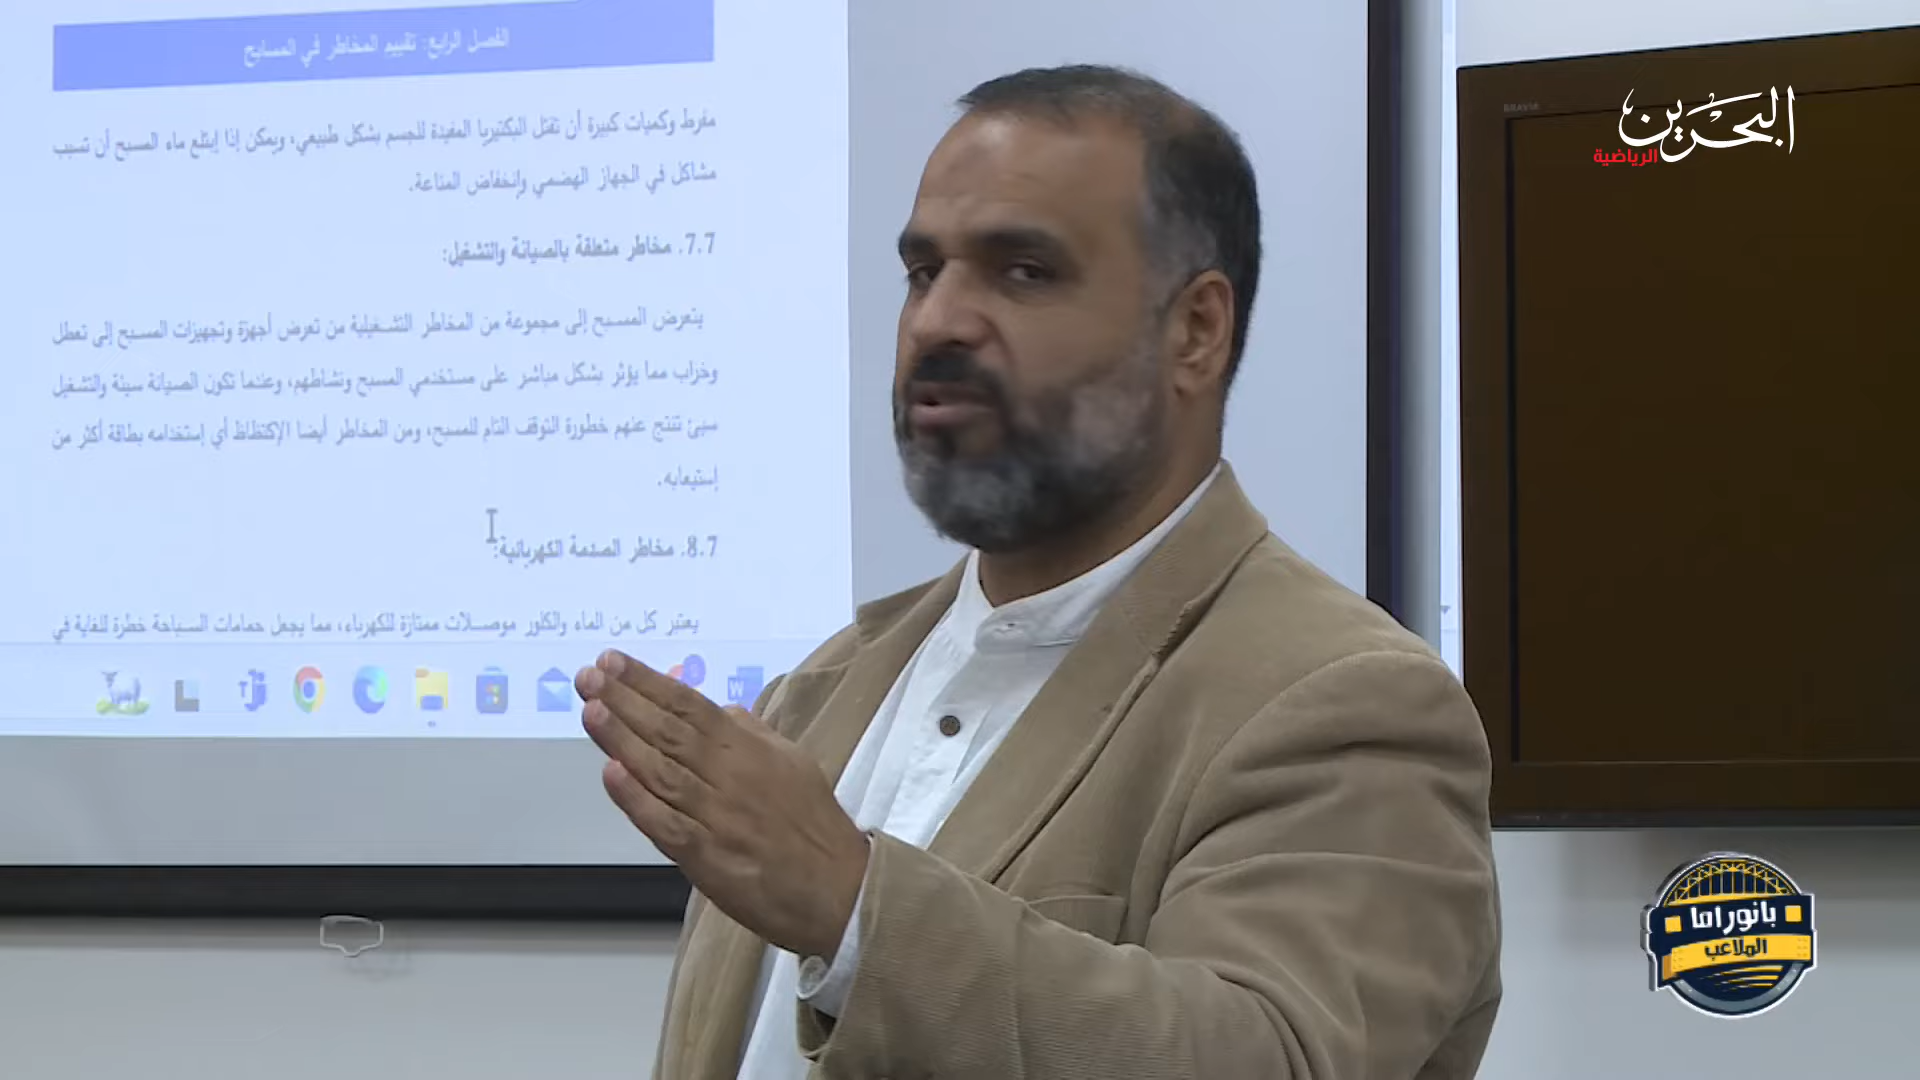 الفصل الرابع: تقييم المخاطر في المسابح
مفرط وكميات كبيرة أن تقتل البكتيريا المفيدة للجسم بشكل طبيعي، ويمكن إذا إبتلع ماء المسبح أن تسبب
مشاكل في الجهاز الهضمي وإنخفاض المناعة.
7.7. مخاطر متعلقة بالصيانة والتشغيل:
يتعرض المسبح إلى مجموعة من المخاطر التشغيلية من تعرض أجهزة وتجهيزات المسبح إلى تعطل
وخراب مما يؤثر بشكل مباشر على مستخدمي المسبح ونشاطهم، وعندما تكون الصيانة سيئة والتشغيل
سيئ تنتج عنهم خطورة التوقف التام للمسبح، ومن المخاطر أيضا الإكتظاظ أي إستخدامه بطاقة أكثر من
إستيعابه.
8.7. مخاطر الصدمة الكهربائية:
يعتبر كل من الماء والكلور موصلات ممتازة للكهرباء، مما يجعل حمامات السباحة خطرة للغاية في
W
BRAVIA
البحرين
الرياضية
بانوراما
الملاعب